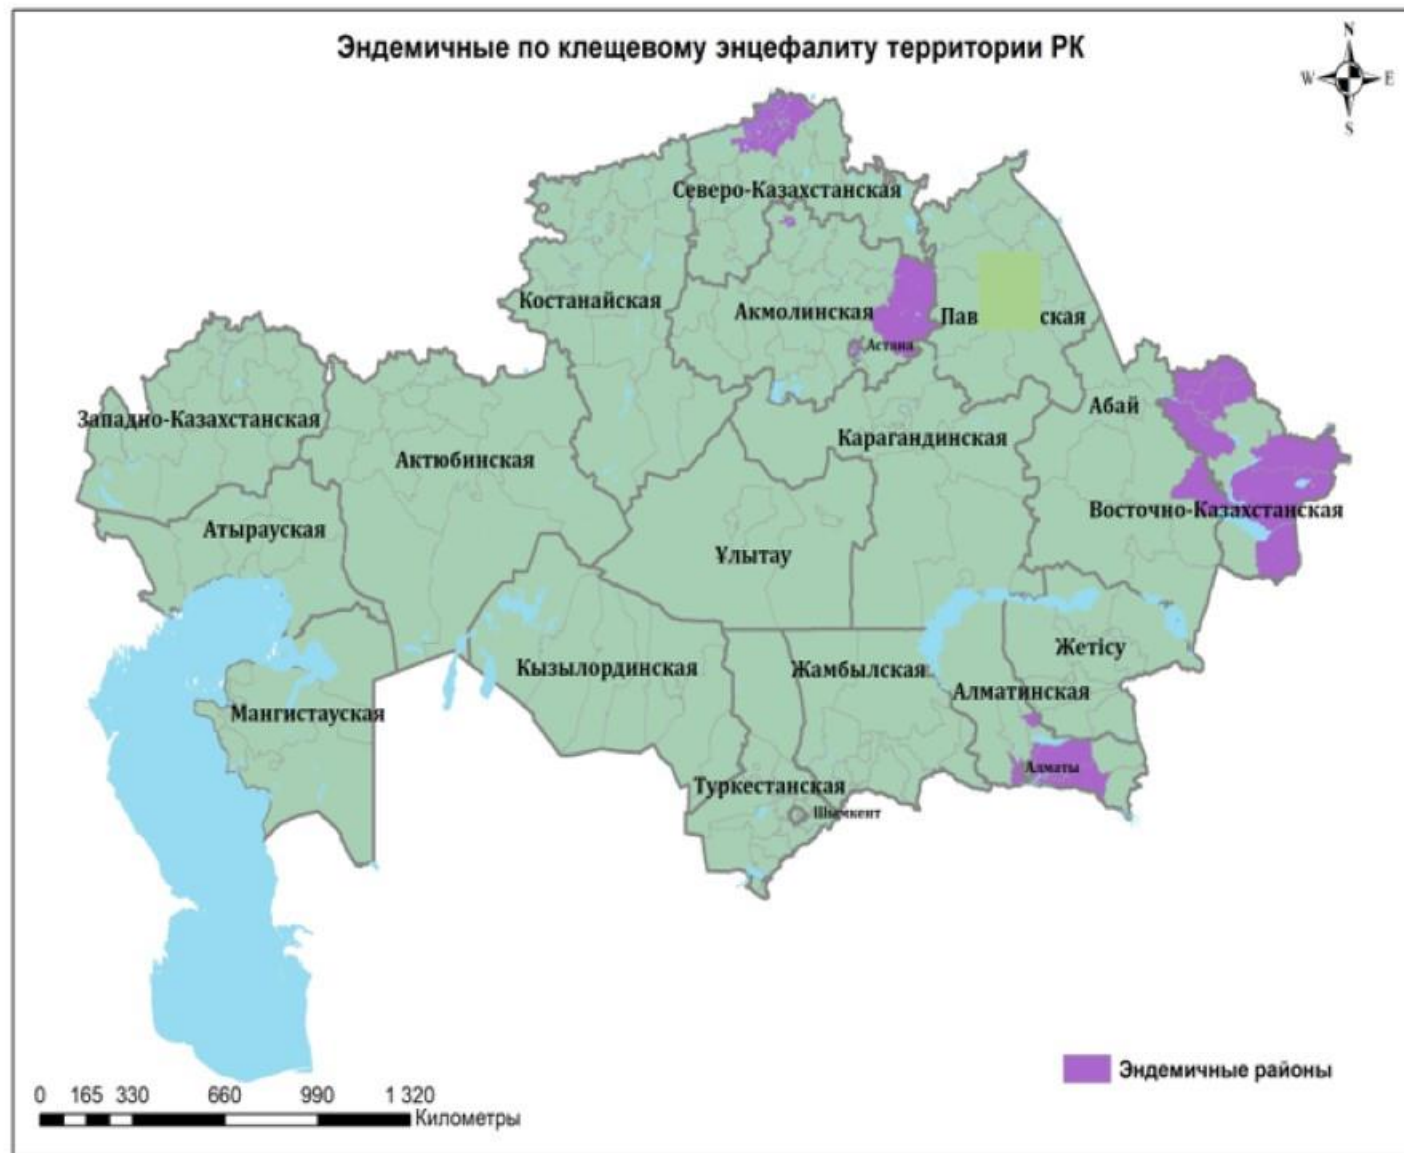 Эндемичные по клещевому энцефалиту территории РК
N
W E
S
Северо-Казахстанская
Костанайская
Акмолинская
Пав ская
Астана
Западно-Казахстанская
Абай
Карагандинская
Актюбинская
Восточно-Казахстанская
Атырауская
Ұлытау
Жетісу
Кызылординская
Жамбылская
Алматинская
Мангистауская
Алматы
Туркестанская
Шымкент
Эндемичные районы
0 165 330 660 990 1 320
Километры